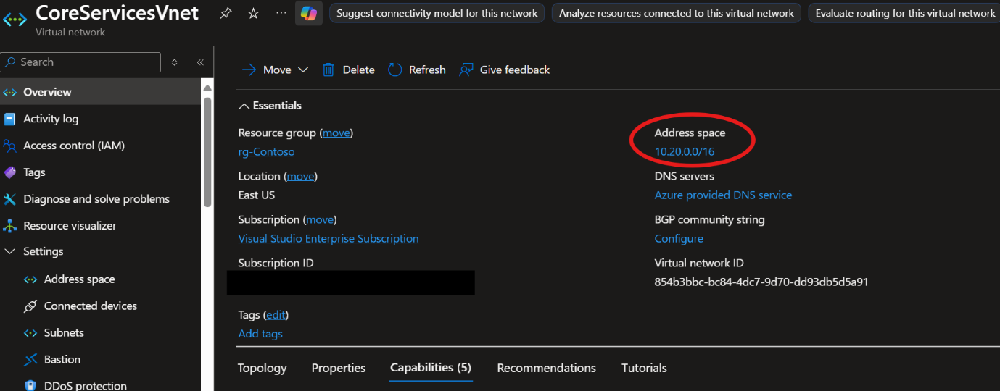 CoreServicesVnet
Virtual network
Suggest connectivity model for this network
Analyze resources connected to this virtual network
Evaluate routing for this virtual network
Search
Overview
Activity log
Access control (IAM)
Tags
Diagnose and solve problems
Resource visualizer
Settings
Address space
Connected devices
Subnets
Bastion
DDoS protection
Move
Delete
Refresh
Give feedback
Essentials
Resource group (move)
rg-Contoso
Location (move)
East US
Subscription (move)
Visual Studio Enterprise Subscription
Subscription ID
Tags (edit)
Add tags
Address space
10.20.0.0/16
DNS servers
Azure provided DNS service
BGP community string
Configure
Virtual network ID
854b3bbc-bc84-4dc7-9d70-dd93db5d5a91
Topology
Properties
Capabilities (5)
Recommendations
Tutorials